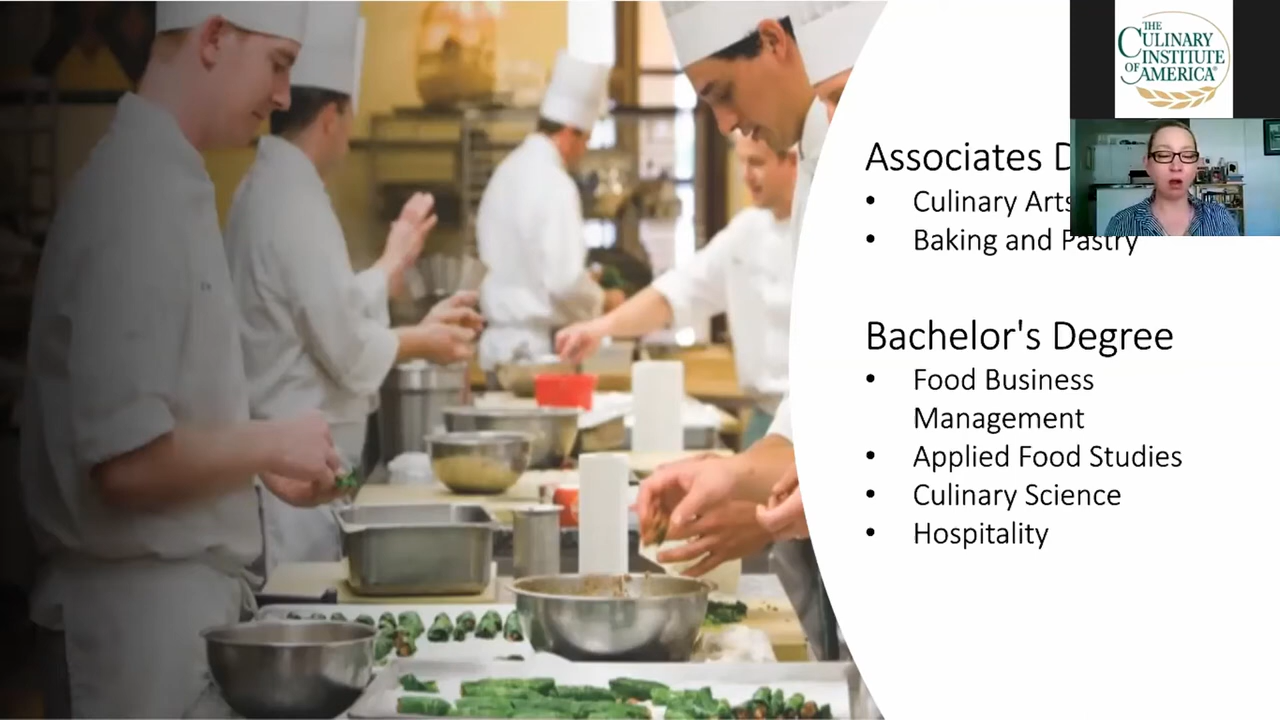 THE
CULINARY
INSTITUTE
OF AMERICA®
Associates
• Culinary Arts
• Baking and Pastry
Bachelor's Degree
• Food Business
Management
• Applied Food Studies
• Culinary Science
• Hospitality